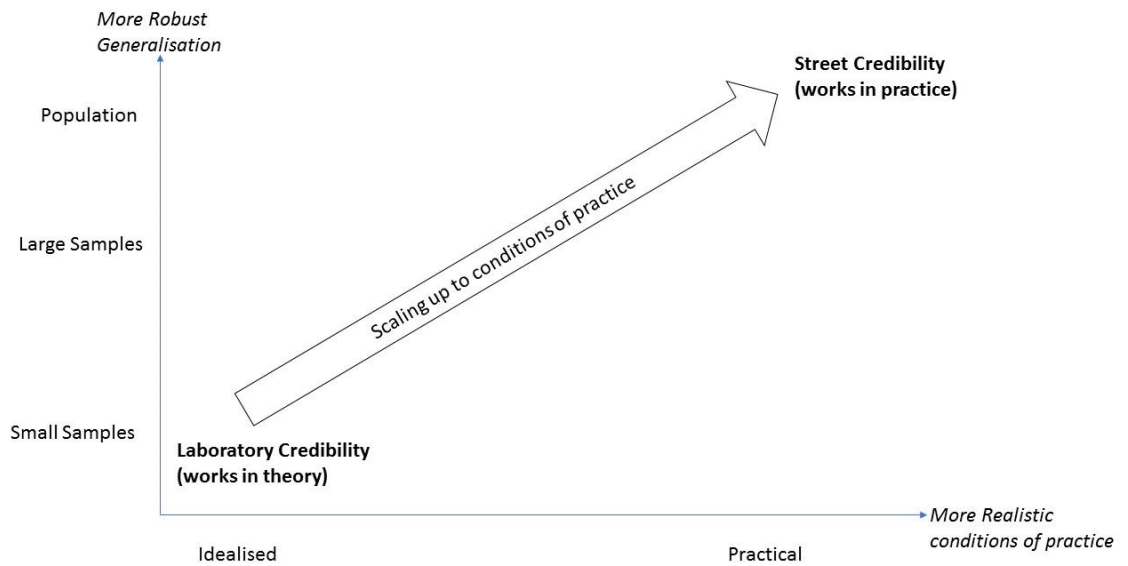 More Robust
Generalisation
Street Credibility
(works in practice)
Population
Large Samples
Scaling up to conditions of practice
Small Samples
Laboratory Credibility
(works in theory)
More Realistic
conditions of practice
Idealised
Practical